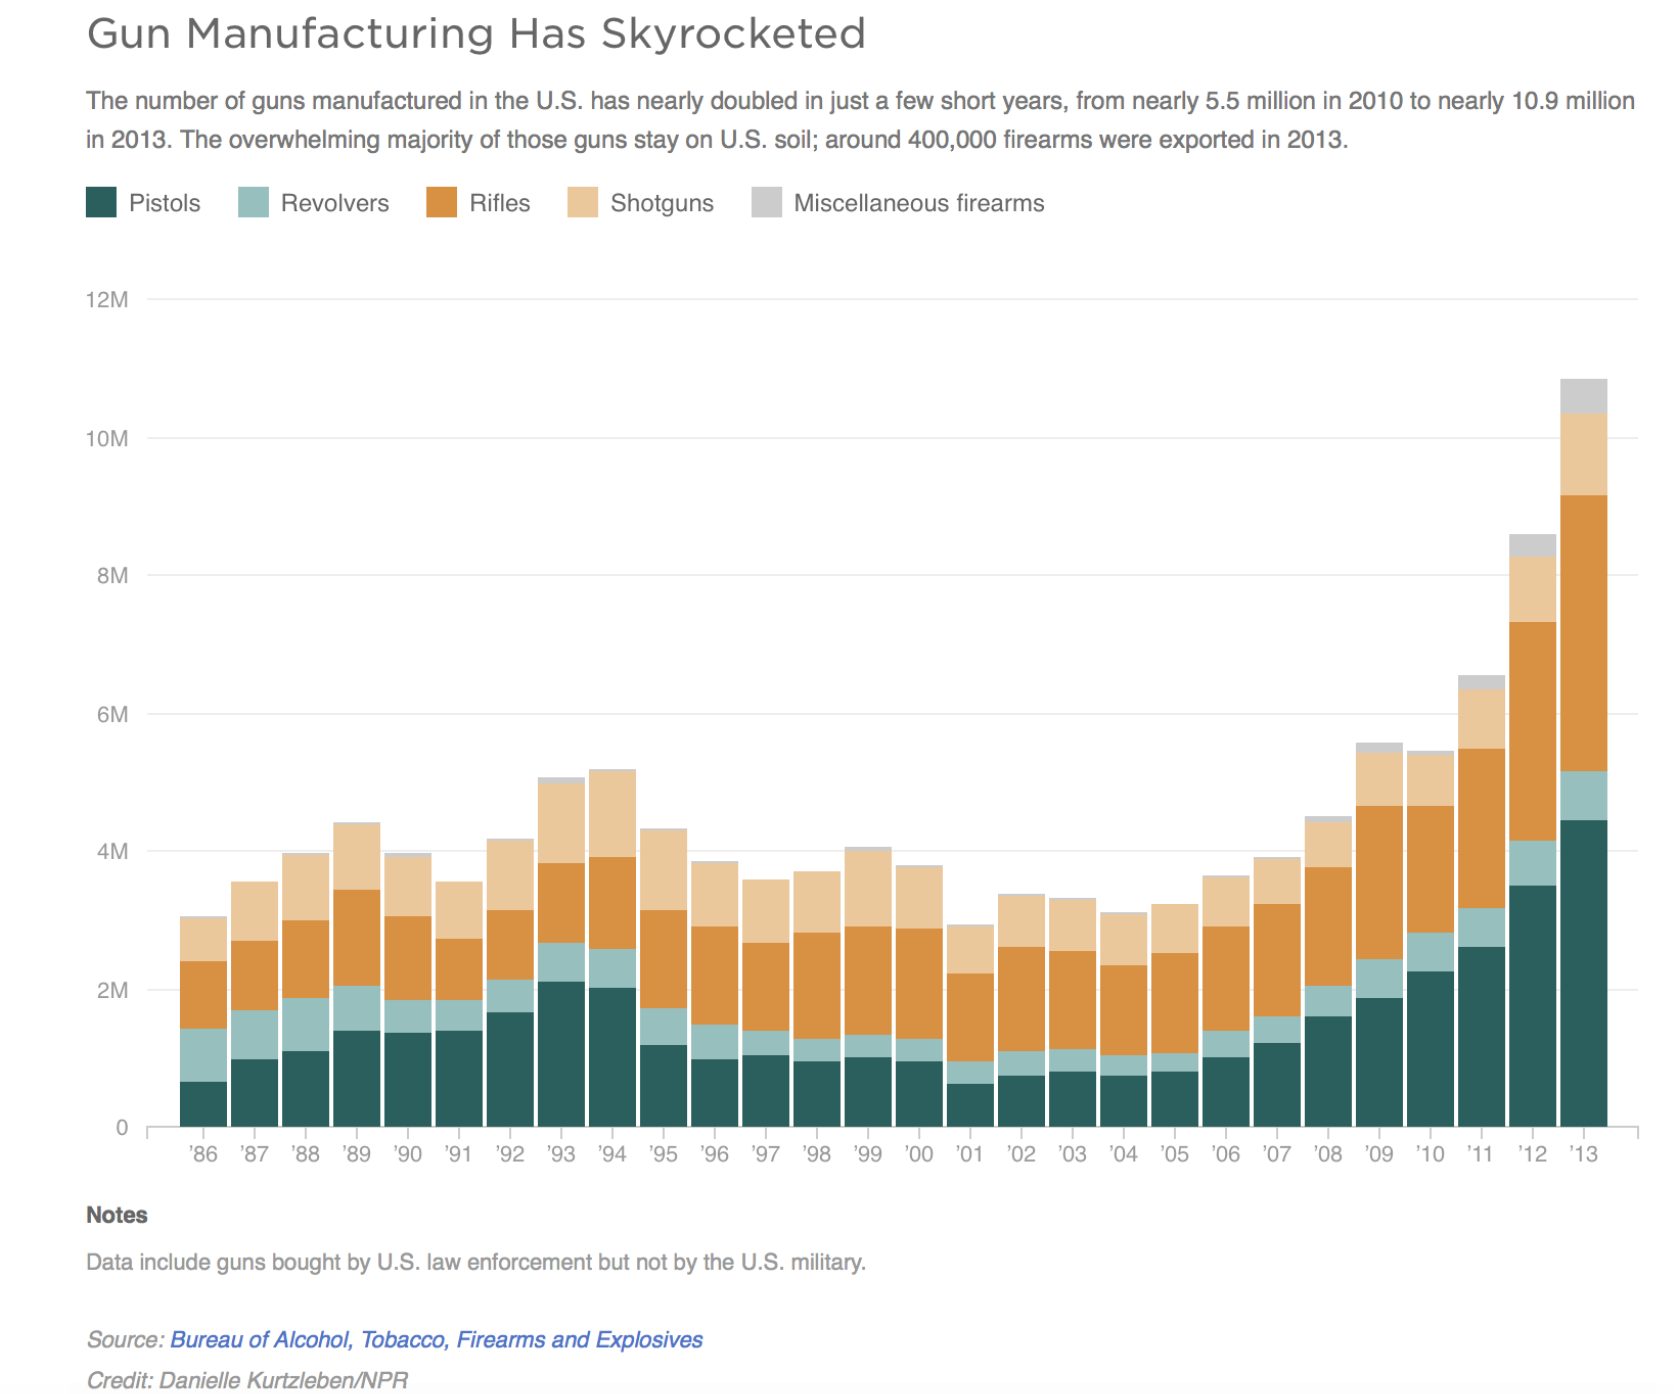 Gun Manufacturing Has Skyrocketed
The number of guns manufactured in the U.S. has nearly doubled in just a few short years, from nearly 5.5 million in 2010 to nearly 10.9 million
in 2013. The overwhelming majority of those guns stay on U.S. soil; around 400,000 firearms were exported in 2013.
Pistols Revolvers Rifles Shotguns Miscellaneous firearms
12M
10M
8M
6M
4M
2M
0
’86 ’87 ’88 ’89 ’90 ’91 ’92 ’93 ’94 ’95 ’96 ’97 ’98 ’99 ’00 ’01 ’02 ’03 ’04 ’05 ’06 ’07 ’08 ’09 ’10 ’11 ’12 ’13
Notes
Data include guns bought by U.S. law enforcement but not by the U.S. military.
Source: Bureau of Alcohol, Tobacco, Firearms and Explosives
Credit: Danielle Kurtzleben/NPR